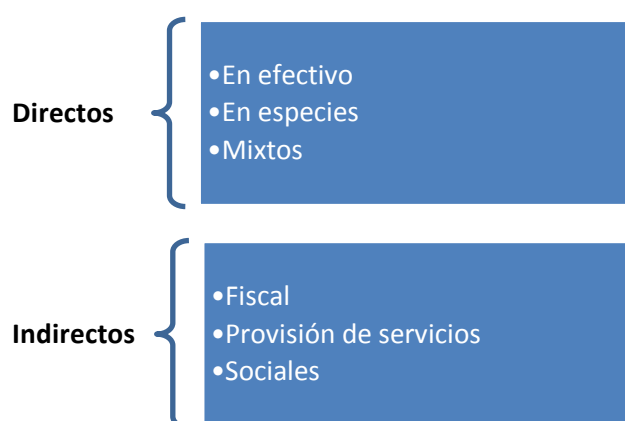 Directos
•En efectivo
•En especies
•Mixtos
Indirectos
•Fiscal
•Provisión de servicios
•Sociales